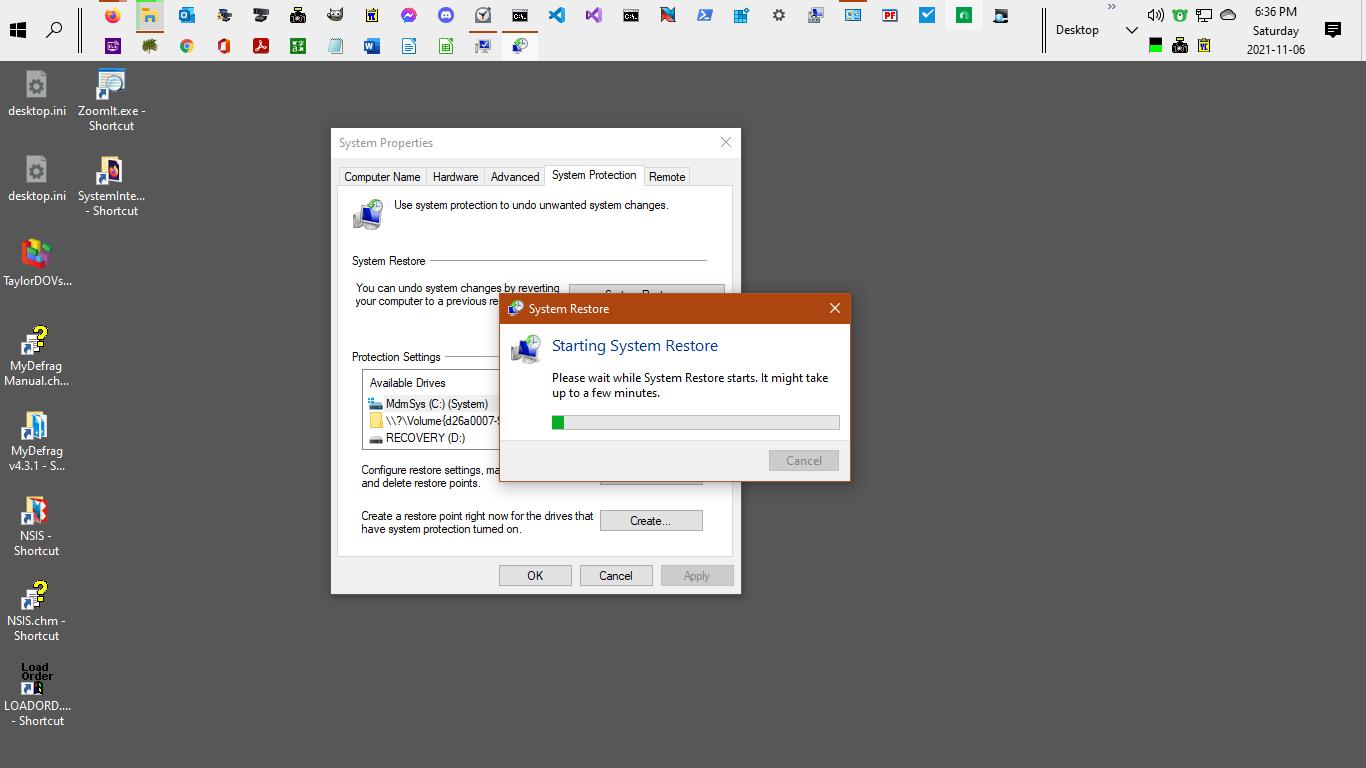 6:36 PM
Desktop
Saturday
2021-11-06
desktop.ini
ZoomIt.exe -
Shortcut
desktop.ini
SystemInte...
- Shortcut
TaylorDOVs...
MyDefrag
Manual.ch...
MyDefrag
v4.3.1 - S...
NSIS -
Shortcut
NSIS.chm -
Shortcut
Load
Order
LOADORD....
- Shortcut
System Properties
Computer Name
Hardware
Advanced
System Protection
Remote
Use system protection to undo unwanted system changes.
System Restore
You can undo system changes by reverting
your computer to a previous re
Protection Settings
Available Drives
MdmSys (C:) (System)
\\?\Volume{d26a0007-
RECOVERY (D:)
Configure restore settings, ma
and delete restore points.
Create a restore point right now for the drives that
have system protection turned on.
Create...
OK
Cancel
Apply
System Restore
Starting System Restore
Please wait while System Restore starts. It might take
up to a few minutes.
Cancel